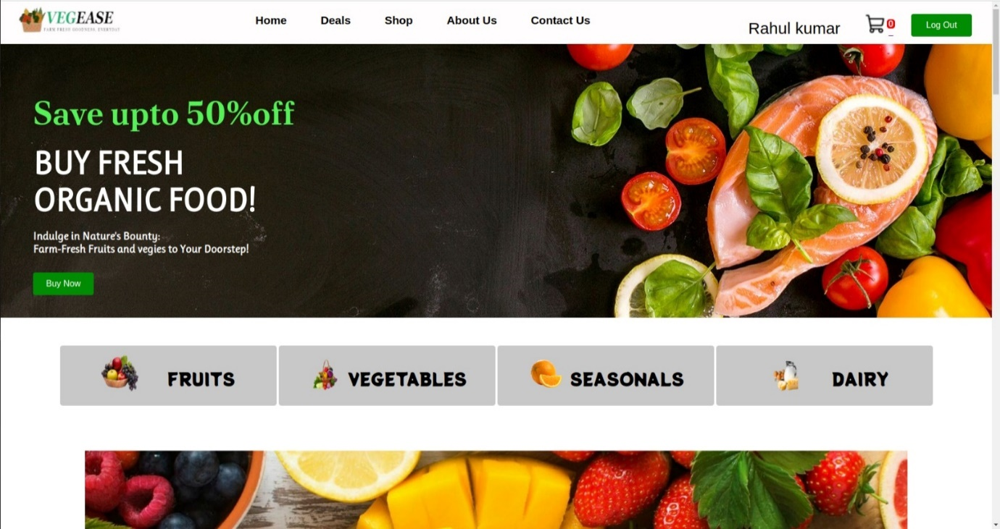 VEGEASE
FARM FRESH GOODNESS, EVERYDAY
Home Deals Shop About Us Contact Us
Rahul kumar
0
Log Out
Save upto 50%off
BUY FRESH
ORGANIC FOOD!
Indulge in Nature's Bounty:
Farm-Fresh Fruits and vegies to Your Doorstep!
Buy Now
FRUITS VEGETABLES SEASONALS DAIRY